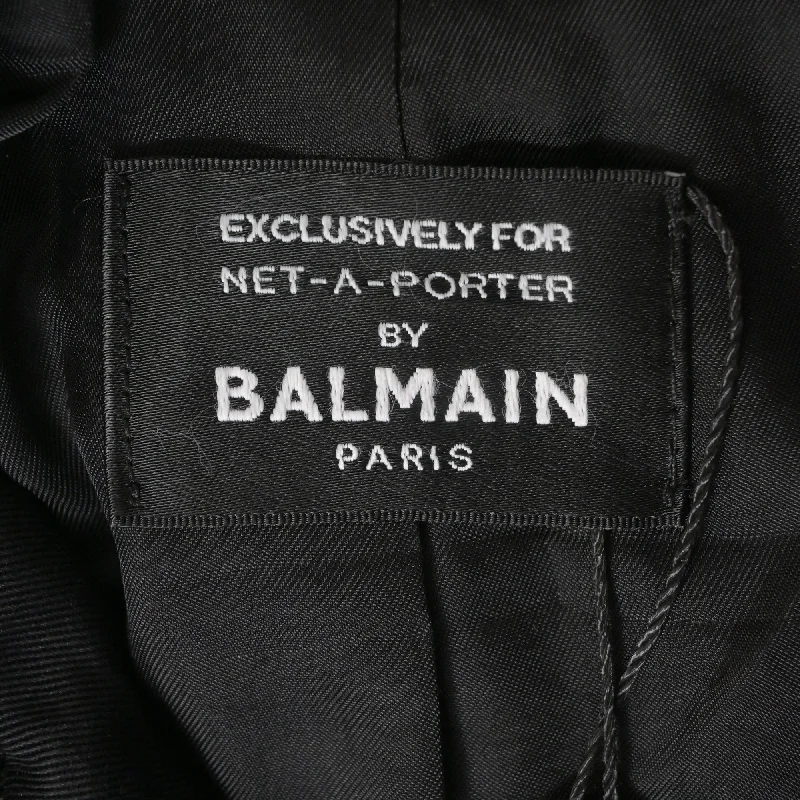 EXCLUSIVELY FOR
NET-A-PORTER
BY
BALMAIN
PARIS